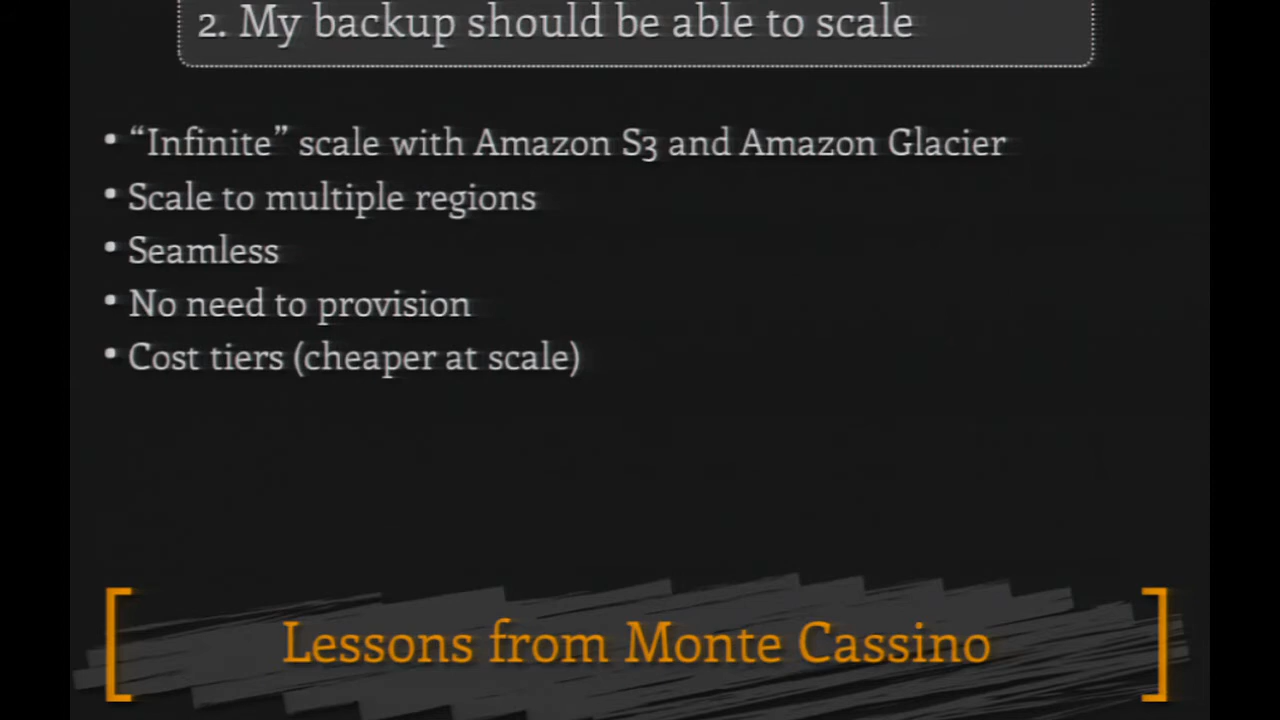 2. My backup should be able to scale
• “Infinite” scale with Amazon S3 and Amazon Glacier
• Scale to multiple regions
• Seamless
• No need to provision
• Cost tiers (cheaper at scale)
[ Lessons from Monte Cassino ]